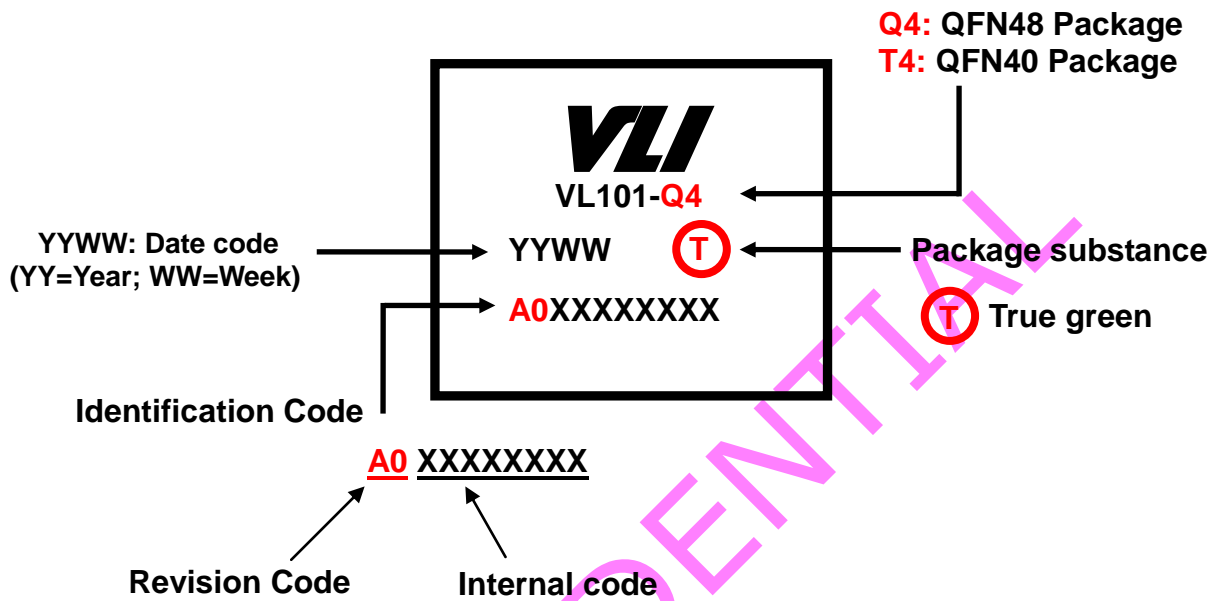 Q4: QFN48 Package
T4: QFN40 Package
VLI
VL101-Q4
YYWW: Date code
(YY=Year; WW=Week)
YYWW
T
Package substance
A0XXXXXXXX
T True green
Identification Code
A0 XXXXXXXX
Revision Code
Internal code
DENTIAL